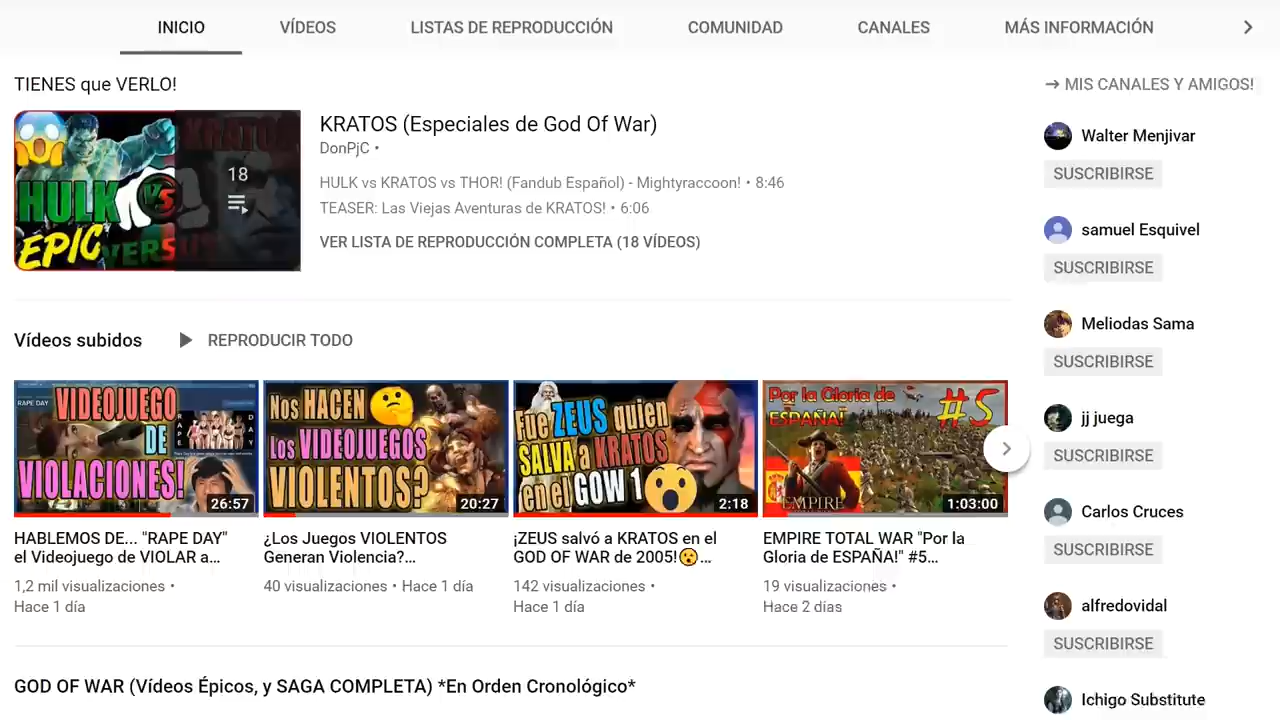 INICIO VÍDEOS LISTAS DE REPRODUCCIÓN COMUNIDAD CANALES MÁS INFORMACIÓN
TIENES que VERLO!
HULK
VS
EPIC
VERSUS
KRATOS
18
KRATOS (Especiales de God Of War)
DonPjC •
HULK vs KRATOS vs THOR! (Fandub Español) - Mightyraccoon! • 8:46
TEASER: Las Viejas Aventuras de KRATOS! • 6:06
VER LISTA DE REPRODUCCIÓN COMPLETA (18 VÍDEOS)
Vídeos subidos REPRODUCIR TODO
RAPE DAY
VIDEOJUEGO
DE
VIOLACIONES!
26:57
HABLEMOS DE... "RAPE DAY"
el Videojuego de VIOLAR a...
1,2 mil visualizaciones •
Hace 1 día
Nos HACEN
Los VIDEOJUEGOS
VIOLENTOS?
20:27
¿Los Juegos VIOLENTOS
Generan Violencia?...
40 visualizaciones • Hace 1 día
Fue ZEUS quien
SALVA a KRATOS
en el GOW 1
2:18
¡ZEUS salvó a KRATOS en el
GOD OF WAR de 2005!😮...
142 visualizaciones •
Hace 1 día
Por la Gloria de
ESPAÑA!
#5
EMPIRE
1:03:00
EMPIRE TOTAL WAR "Por la
Gloria de ESPAÑA!" #5...
19 visualizaciones •
Hace 2 días
GOD OF WAR (Vídeos Épicos, y SAGA COMPLETA) *En Orden Cronológico*
→ MIS CANALES Y AMIGOS!
Walter Menjivar
SUSCRIBIRSE
samuel Esquivel
SUSCRIBIRSE
Meliodas Sama
SUSCRIBIRSE
jj juega
SUSCRIBIRSE
Carlos Cruces
SUSCRIBIRSE
alfredovidal
SUSCRIBIRSE
Ichigo Substitute